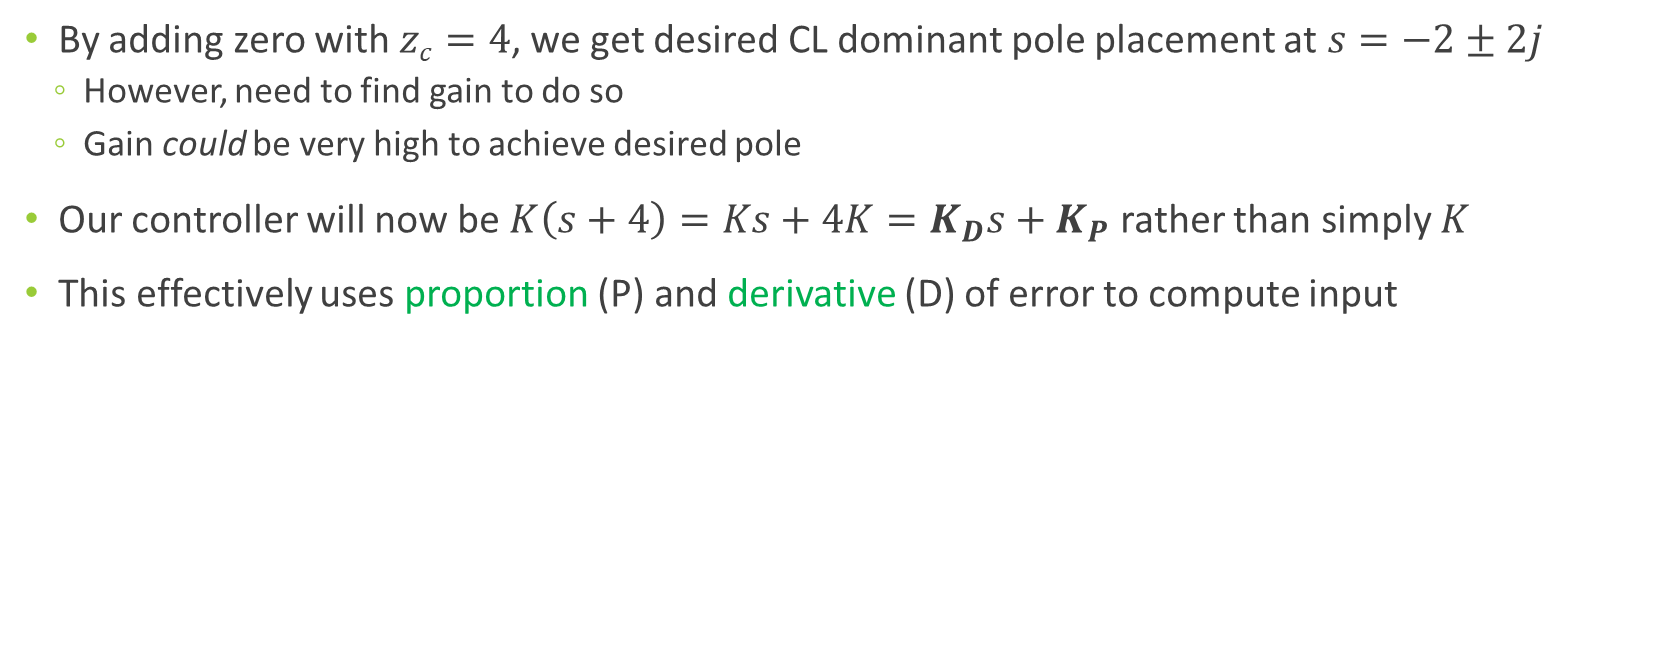 • By adding zero with z_c = 4, we get desired CL dominant pole placement at s = −2 ± 2j
◦ However, need to find gain to do so
◦ Gain could be very high to achieve desired pole
• Our controller will now be K(s + 4) = Ks + 4K = K_D s + K_P rather than simply K
• This effectively uses proportion (P) and derivative (D) of error to compute input